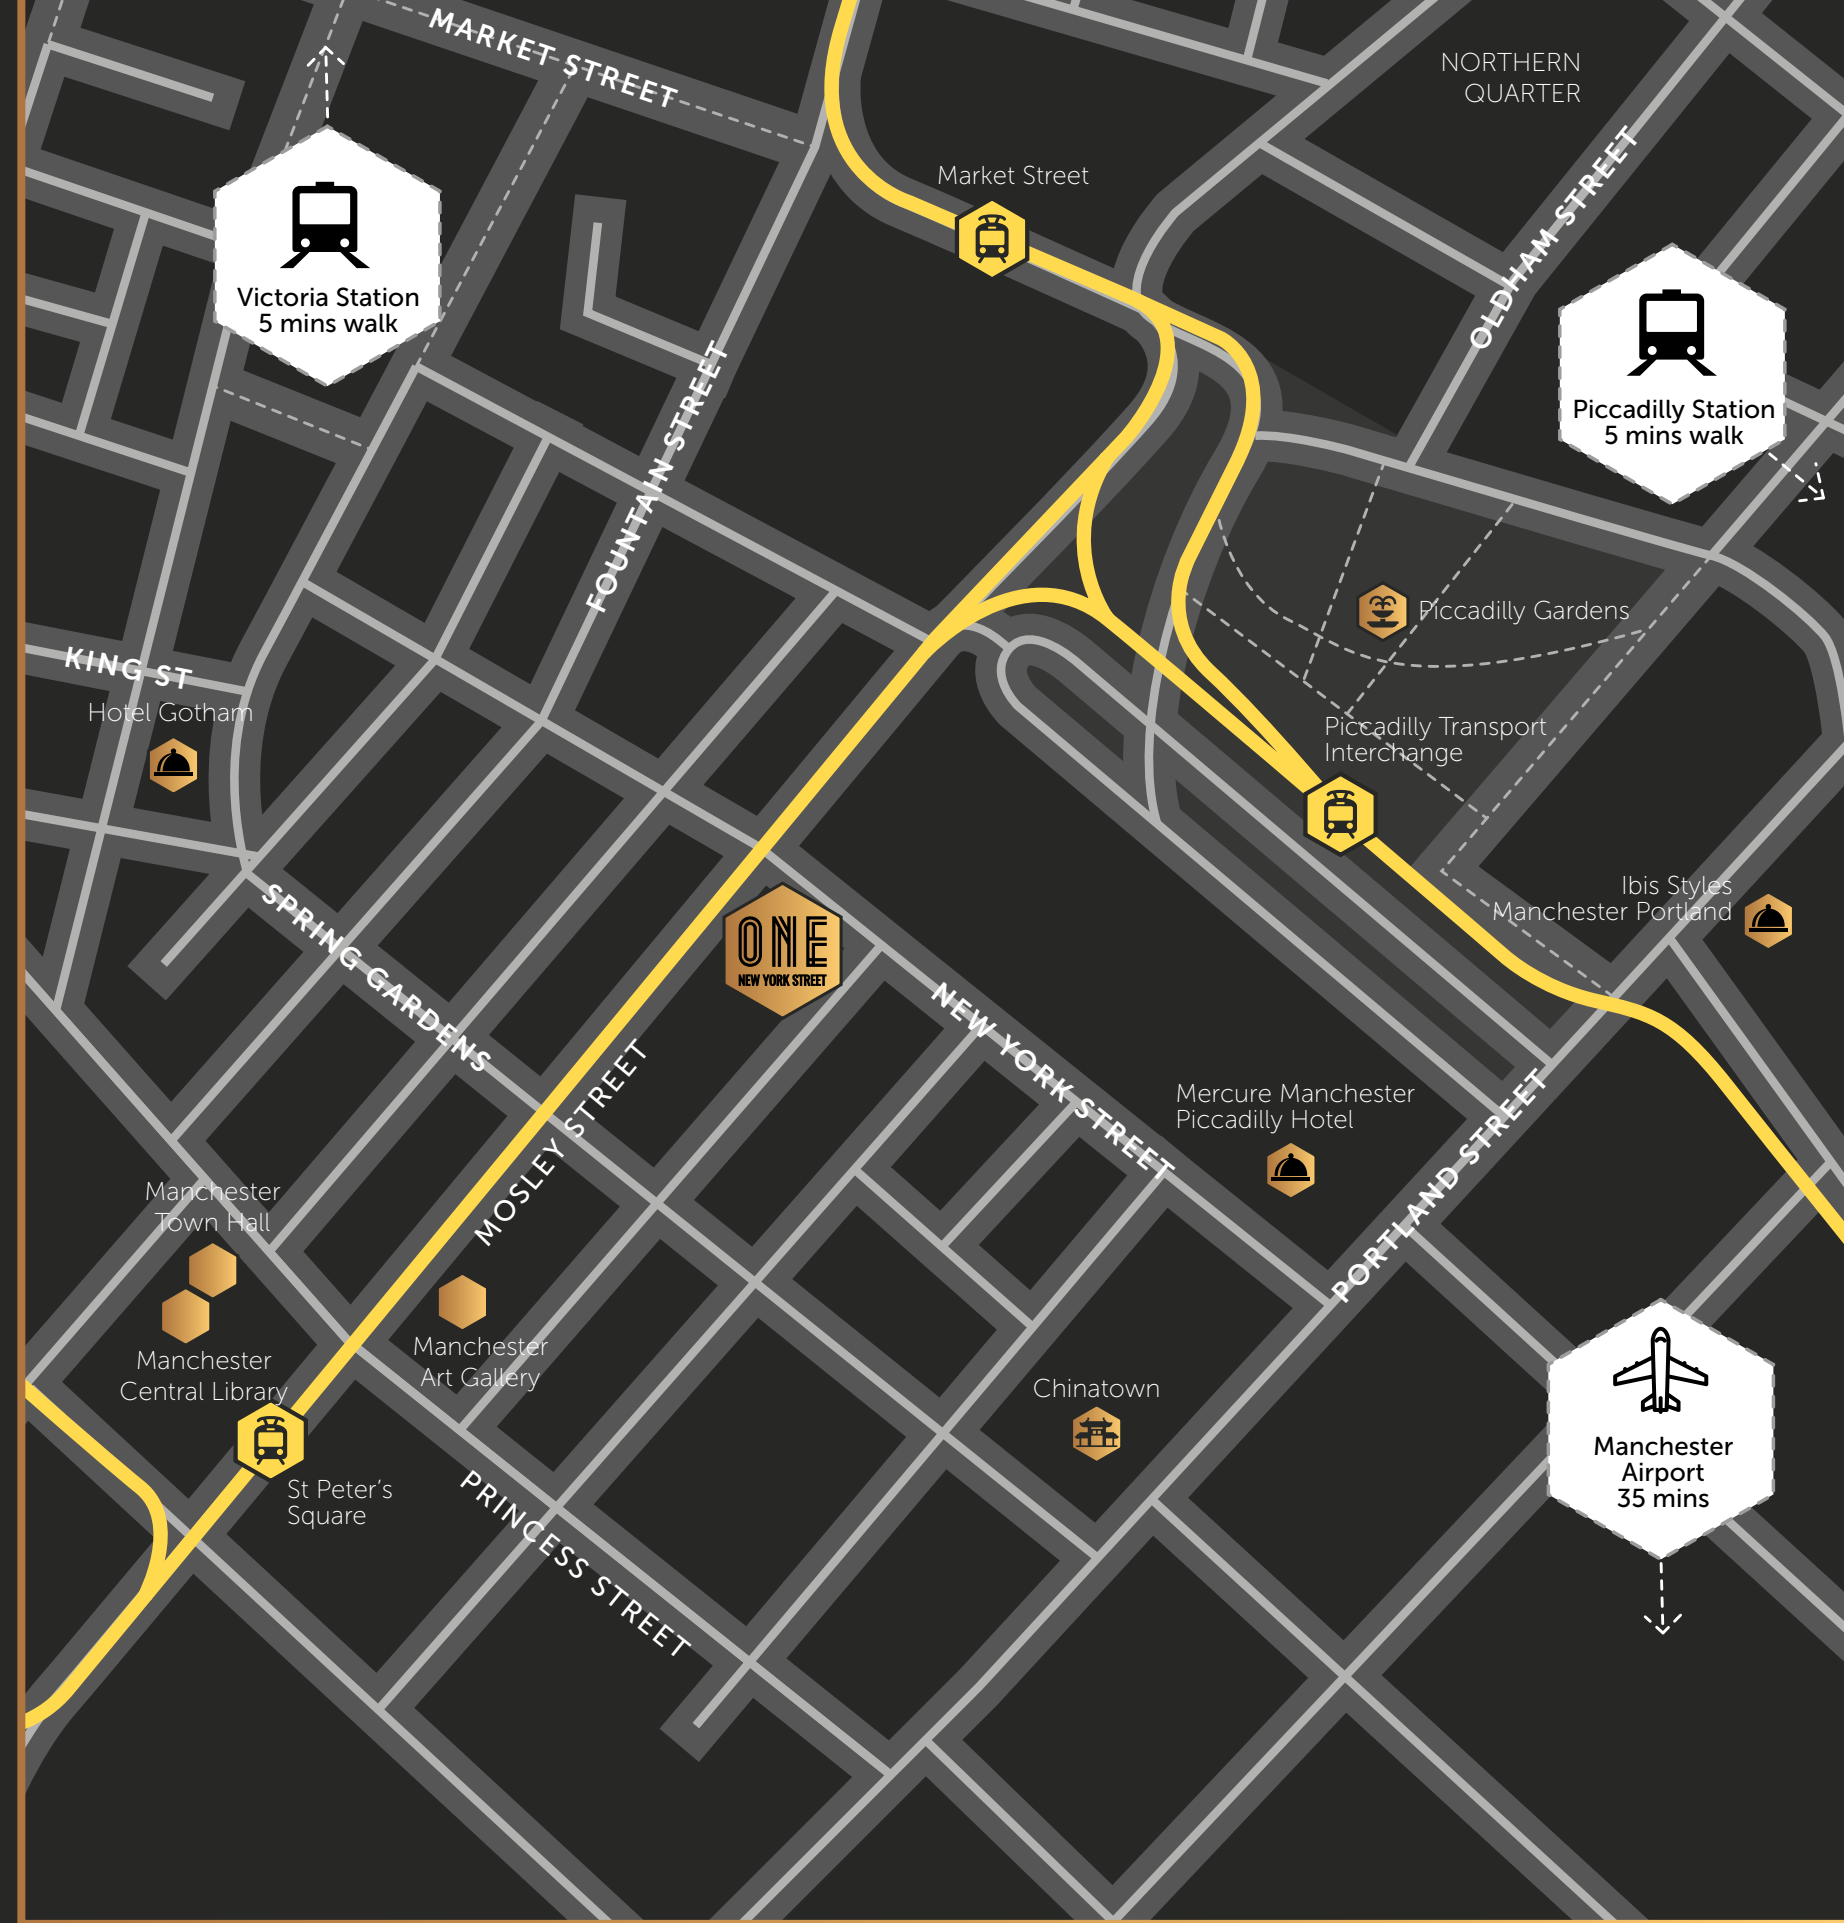 MARKET STREET
NORTHERN
QUARTER
Market Street
OLDHAM STREET
Victoria Station
5 mins walk
Piccadilly Station
5 mins walk
FOUNTAIN STREET
Piccadilly Gardens
KING ST
Hotel Gotham
Piccadilly Transport
Interchange
Ibis Styles
Manchester Portland
SPRING GARDENS
ONE
NEW YORK STREET
NEW YORK STREET
MOSLEY STREET
Mercure Manchester
Piccadilly Hotel
PORTLAND STREET
Manchester
Town Hall
Manchester
Central Library
Manchester
Art Gallery
Chinatown
Manchester
Airport
35 mins
St Peter’s
Square
PRINCESS STREET